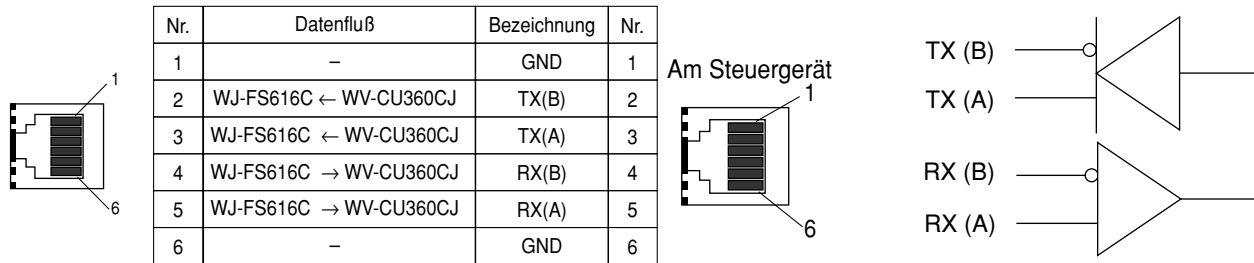 1
6
Nr. Datenfluß Bezeichnung Nr.
1 – GND 1
2 WJ-FS616C ← WV-CU360CJ TX(B) 2
3 WJ-FS616C ← WV-CU360CJ TX(A) 3
4 WJ-FS616C → WV-CU360CJ RX(B) 4
5 WJ-FS616C → WV-CU360CJ RX(A) 5
6 – GND 6
Am Steuergerät
1
6
TX (B)
TX (A)
RX (B)
RX (A)